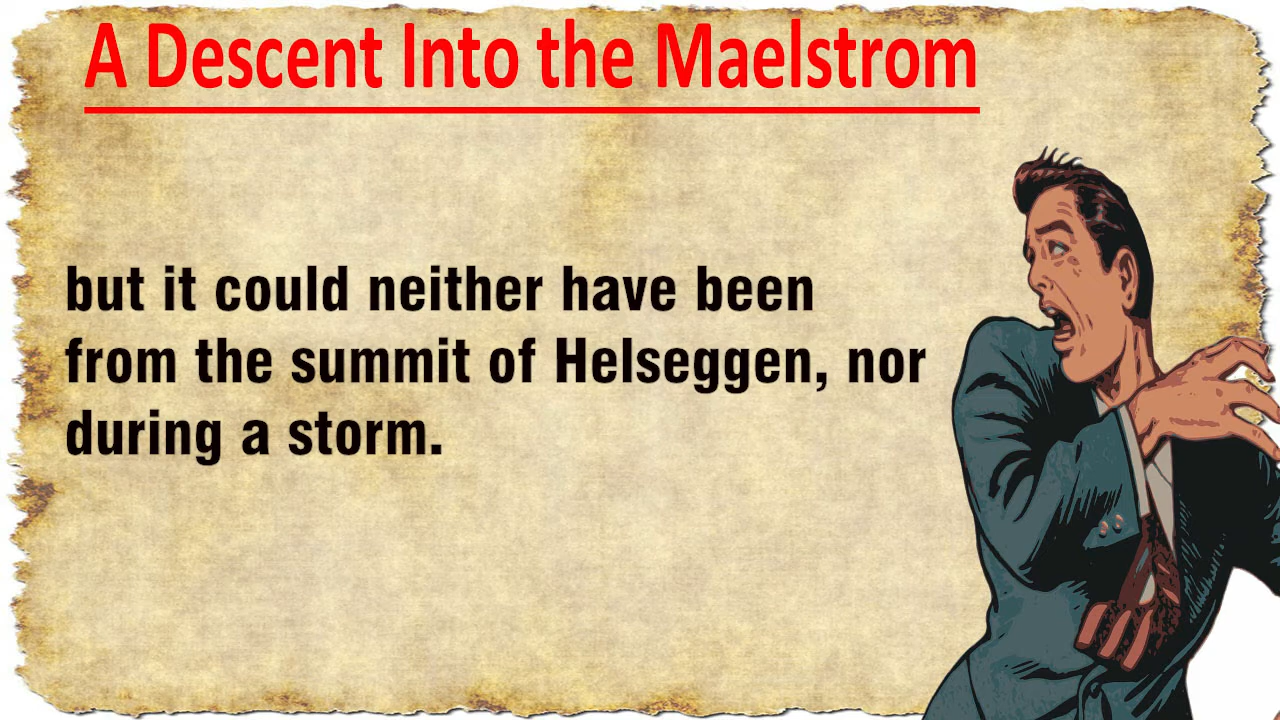 A Descent Into the Maelstrom
but it could neither have been
from the summit of Helseggen, nor
during a storm.